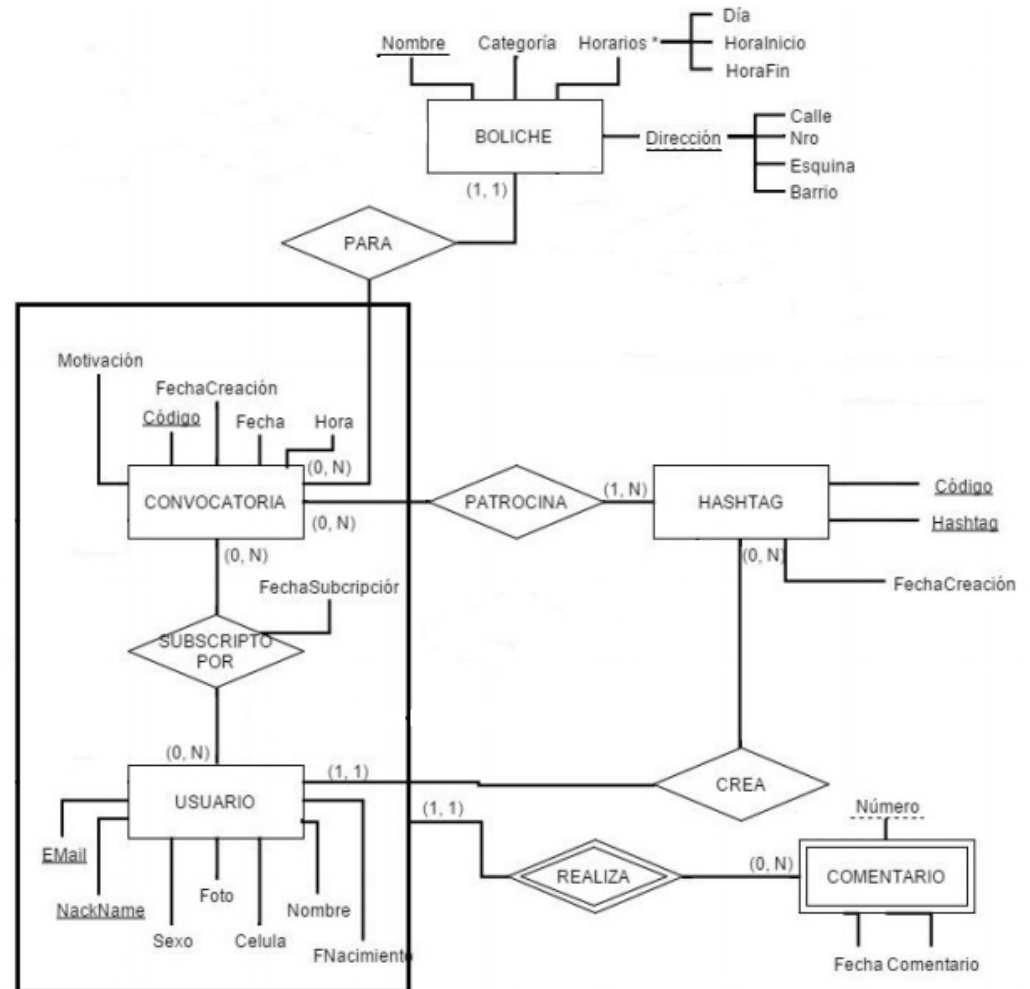 Día
Nombre Categoría Horarios * HoraInicio
HoraFin
BOLICHE
Dirección
Calle
Nro
Esquina
Barrio
(1, 1)
PARA
Motivación
FechaCreación
Código
Fecha
Hora
(0, N)
CONVOCATORIA
(0, N)
PATROCINA
(1, N)
HASHTAG
Código
Hashtag
(0, N)
(0, N)
FechaCreación
FechaSubcripciór
SUBSCRIPTO
POR
(0, N)
USUARIO
(1, 1)
CREA
(1, 1)
EMail
NackName
Sexo
Foto
Celula
Nombre
FNacimiento
REALIZA
(0, N)
Número
COMENTARIO
Fecha Comentario